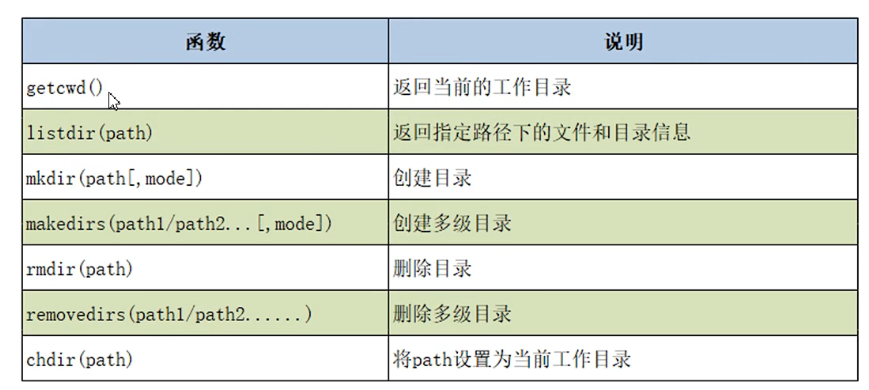 函数 说明
getcwd() 返回当前的工作目录
listdir(path) 返回指定路径下的文件和目录信息
mkdir(path[,mode]) 创建目录
makedirs(path1/path2...[,mode]) 创建多级目录
rmdir(path) 删除目录
removedirs(path1/path2......) 删除多级目录
chdir(path) 将path设置为当前工作目录